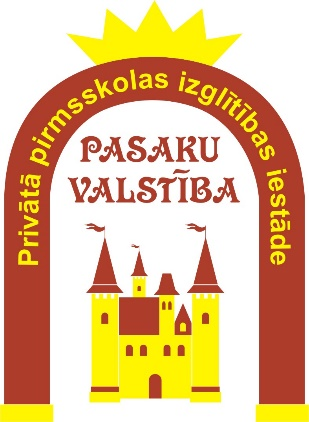 Privātā pirmsskolas izglītības iestāde
PASAKU
VALSTĪBA